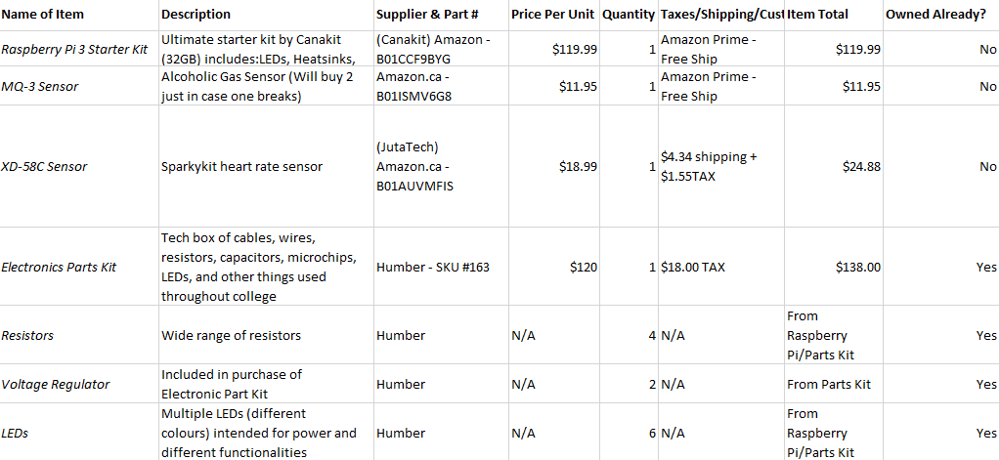 Name of Item Description Supplier & Part # Price Per Unit Quantity Taxes/Shipping/Cust Item Total Owned Already?
Raspberry Pi 3 Starter Kit
Ultimate starter kit by Canakit
(32GB) includes:LEDs, Heatsinks,
(Canakit) Amazon -
B01CCF9BYG
$119.99
1
Amazon Prime -
Free Ship
$119.99
No
MQ-3 Sensor
Alcoholic Gas Sensor (Will buy 2
just in case one breaks)
Amazon.ca -
B01ISMV6G8
$11.95
1
Amazon Prime -
Free Ship
$11.95
No
XD-58C Sensor
Sparkykit heart rate sensor
(JutaTech)
Amazon.ca -
B01AUVMFIS
$18.99
1
$4.34 shipping +
$1.55TAX
$24.88
No
Electronics Parts Kit
Tech box of cables, wires,
resistors, capacitors, microchips,
LEDs, and other things used
throughout college
Humber - SKU #163
$120
1
$18.00 TAX
$138.00
Yes
Resistors
Wide range of resistors
Humber
N/A
4
N/A
From
Raspberry
Pi/Parts Kit
Yes
Voltage Regulator
Included in purchase of
Electronic Part Kit
Humber
N/A
2
N/A
From Parts Kit
Yes
LEDs
Multiple LEDs (different
colours) intended for power and
different functionalities
Humber
N/A
6
N/A
From
Raspberry
Pi/Parts Kit
Yes